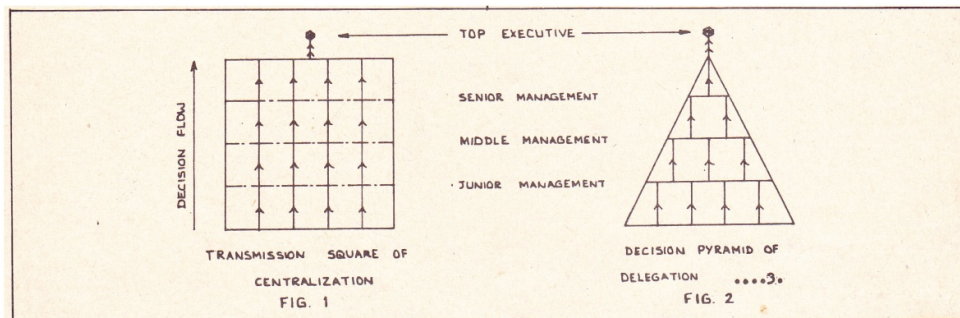 TOP EXECUTIVE
SENIOR MANAGEMENT
MIDDLE MANAGEMENT
JUNIOR MANAGEMENT
DECISION FLOW
TRANSMISSION SQUARE OF
CENTRALIZATION
FIG. 1
DECISION PYRAMID OF
DELEGATION ....3.
FIG. 2